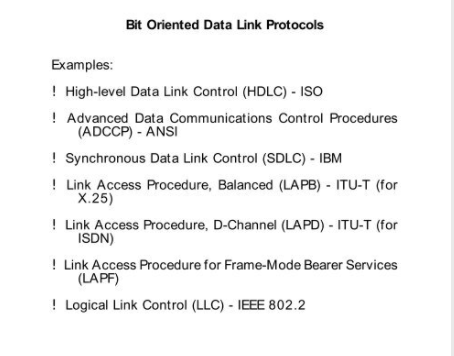 Bit Oriented Data Link Protocols
Examples:
! High-level Data Link Control (HDLC) - ISO
! Advanced Data Communications Control Procedures
(ADCCP) - ANSI
! Synchronous Data Link Control (SDLC) - IBM
! Link Access Procedure, Balanced (LAPB) - ITU-T (for
X.25)
! Link Access Procedure, D-Channel (LAPD) - ITU-T (for
ISDN)
! Link Access Procedure for Frame-Mode Bearer Services
(LAPF)
! Logical Link Control (LLC) - IEEE 802.2